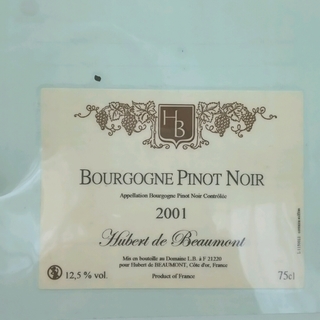 HB
BOURGOGNE PINOT NOIR
Appellation Bourgogne Pinot Noir Contrôlée
2001
Hubert de Beaumont
Mis en bouteille au Domaine L.B. à F 21220
pour Hubert de BEAUMONT, Côte d'or, France
12,5 % vol.
Product of France
75cl